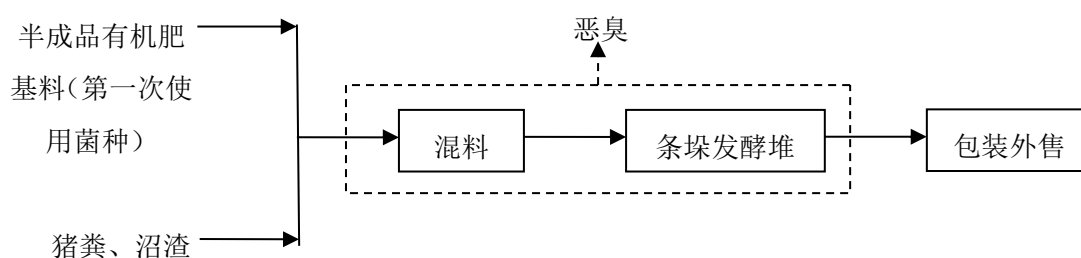 恶臭
半成品有机肥
基料（第一次使
用菌种）
混料
条垛发酵堆
包装外售
猪粪、沼渣